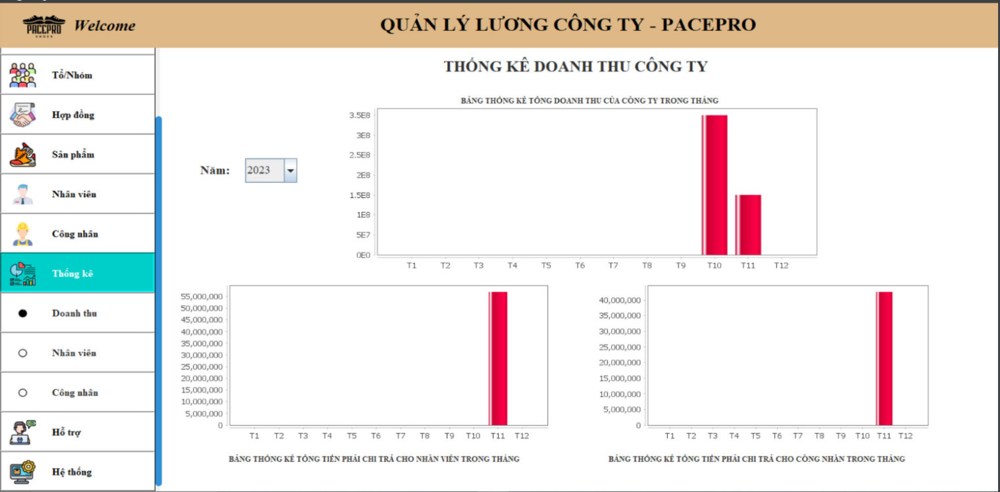 PACEPRO
SHOES
Welcome
QUẢN LÝ LƯƠNG CÔNG TY - PACEPRO
Tổ/Nhóm
Hợp đồng
Sản phẩm
Nhân viên
Công nhân
Thống kê
Doanh thu
Nhân viên
Công nhân
Hỗ trợ
Hệ thống
THỐNG KÊ DOANH THU CÔNG TY
Năm: 2023
BẢNG THỐNG KÊ TỔNG DOANH THU CỦA CÔNG TY TRONG THÁNG
3.5E8
3E8
2.5E8
2E8
1.5E8
1E8
5E7
0E0
T1 T2 T3 T4 T5 T6 T7 T8 T9 T10 T11 T12
55,000,000
50,000,000
45,000,000
40,000,000
35,000,000
30,000,000
25,000,000
20,000,000
15,000,000
10,000,000
5,000,000
0
T1 T2 T3 T4 T5 T6 T7 T8 T9 T10 T11 T12
BẢNG THỐNG KÊ TỔNG TIỀN PHẢI CHI TRẢ CHO NHÂN VIÊN TRONG THÁNG
40,000,000
35,000,000
30,000,000
25,000,000
20,000,000
15,000,000
10,000,000
5,000,000
0
T1 T2 T3 T4 T5 T6 T7 T8 T9 T10 T11 T12
BẢNG THỐNG KÊ TỔNG TIỀN PHẢI CHI TRẢ CHO CÔNG NHÂN TRONG THÁNG